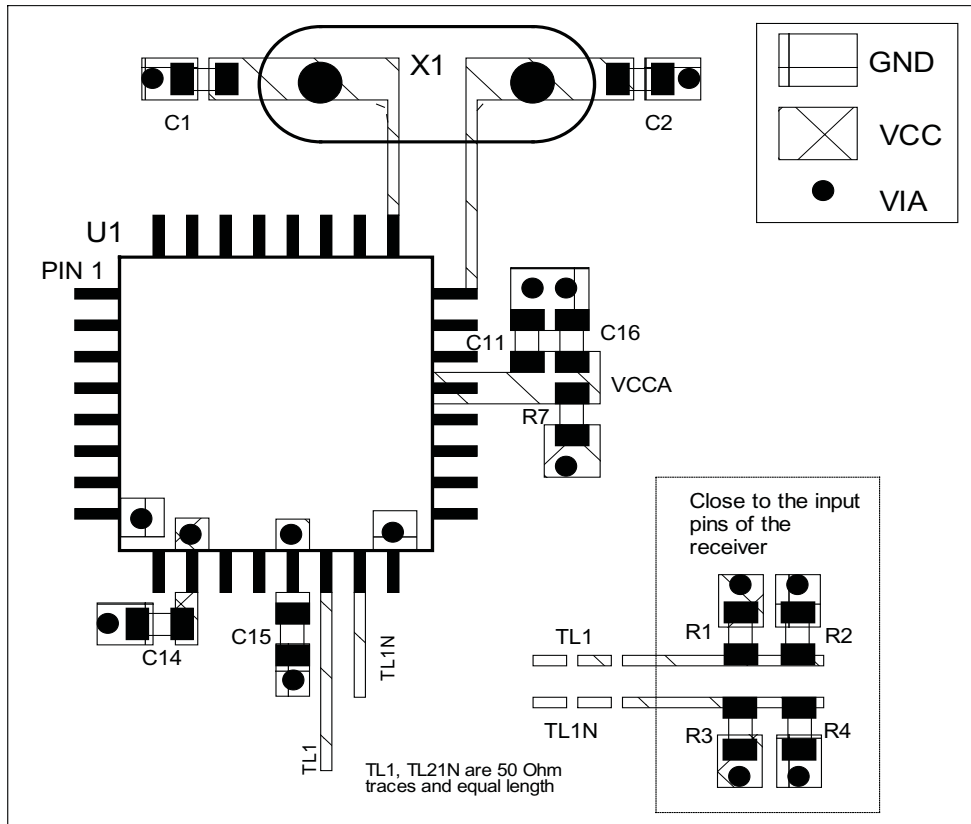 X1
GND
C1
C2
VCC
VIA
U1
PIN 1
C11
C16
VCCA
R7
Close to the input
pins of the
receiver
R1
R2
C14
C15
TL1N
TL1
TL1
TL1N
R3
R4
TL1, TL21N are 50 Ohm
traces and equal length